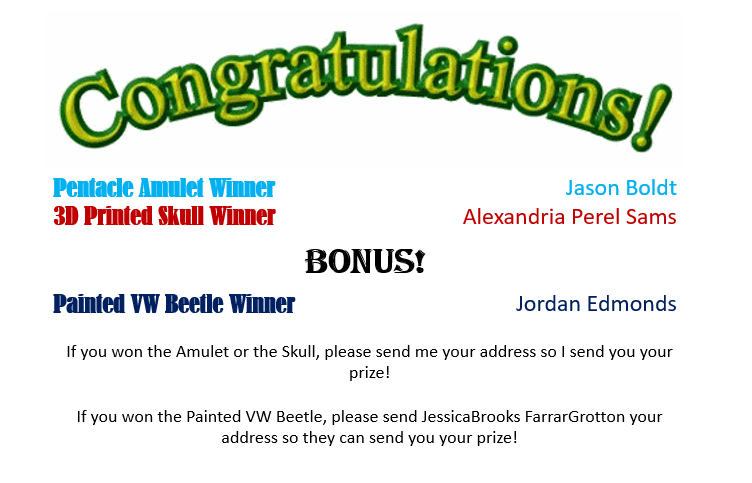 Congratulations!
Pentacle Amulet Winner Jason Boldt
3D Printed Skull Winner Alexandria Perel Sams
BONUS!
Painted VW Beetle Winner Jordan Edmonds
If you won the Amulet or the Skull, please send me your address so I send you your
prize!
If you won the Painted VW Beetle, please send JessicaBrooks FarrarGrotton your
address so they can send you your prize!